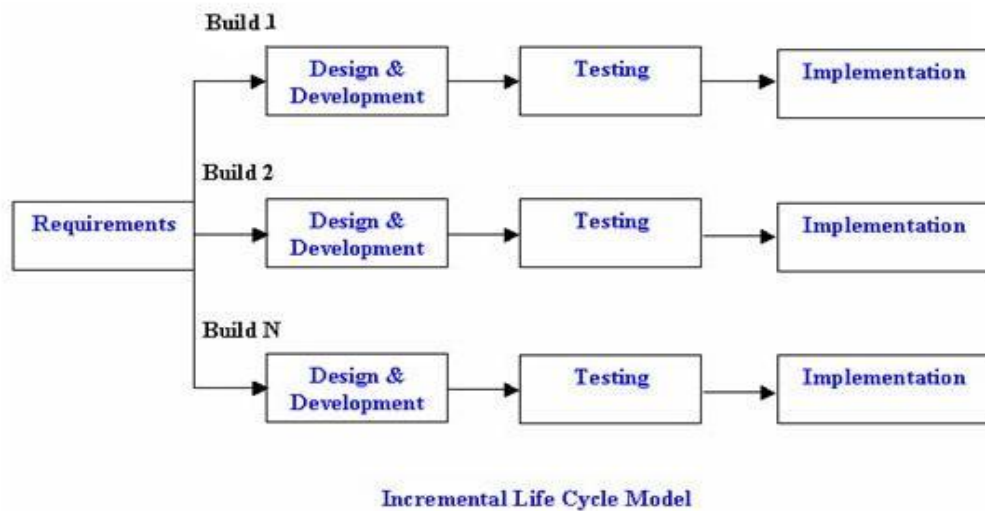 Build 1
Design &
Development
Testing
Implementation
Build 2
Requirements
Design &
Development
Testing
Implementation
Build N
Design &
Development
Testing
Implementation
Incremental Life Cycle Model